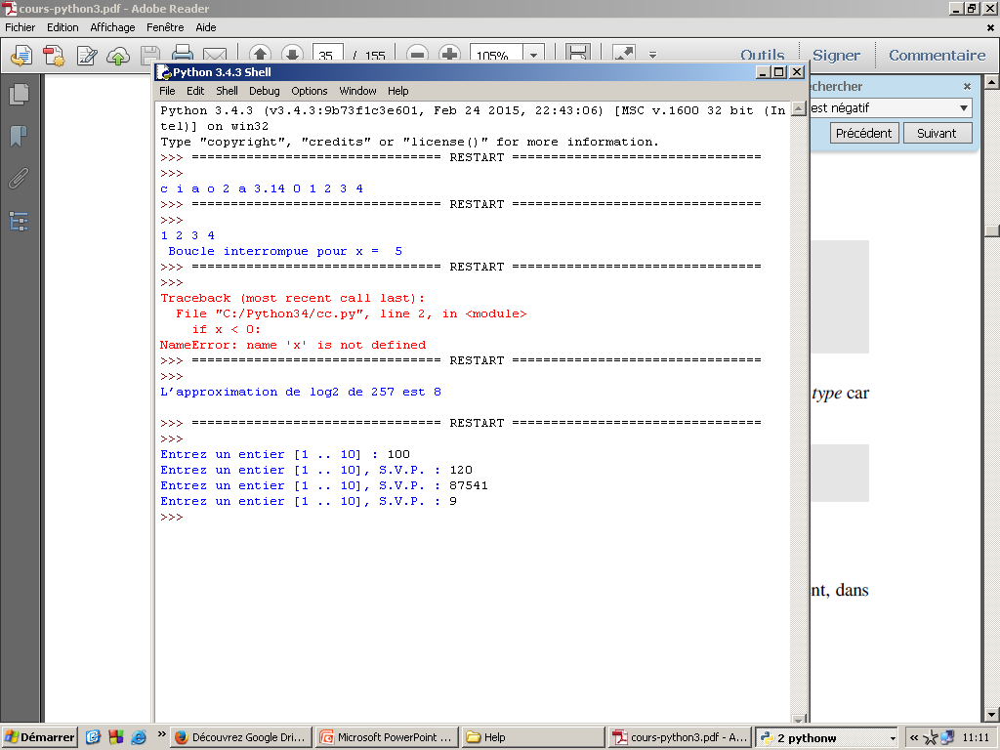 cours-python3.pdf - Adobe Reader
Fichier Edition Affichage Fenêtre Aide
35 / 155 105% Outils Signer Commentaire
Python 3.4.3 Shell
File Edit Shell Debug Options Window Help
echercher
est négatif
Précédent Suivant
Python 3.4.3 (v3.4.3:9b73f1c3e601, Feb 24 2015, 22:43:06) [MSC v.1600 32 bit (In
tel)] on win32
Type "copyright", "credits" or "license()" for more information.
>>> ================================ RESTART ================================
>>>
c i a o 2 a 3.14 0 1 2 3 4
>>> ================================ RESTART ================================
>>>
1 2 3 4
Boucle interrompue pour x =  5
>>> ================================ RESTART ================================
>>>
Traceback (most recent call last):
File "C:/Python34/cc.py", line 2, in <module>
if x < 0:
NameError: name 'x' is not defined
>>> ================================ RESTART ================================
>>>
L’approximation de log2 de 257 est 8
>>> ================================ RESTART ================================
>>>
Entrez un entier [1 .. 10] : 100
Entrez un entier [1 .. 10], S.V.P. : 120
Entrez un entier [1 .. 10], S.V.P. : 87541
Entrez un entier [1 .. 10], S.V.P. : 9
>>>
type car
nt, dans
Démarrer » Découvrez Google Dri... Microsoft PowerPoint ... Help cours-python3.pdf - A... 2 pythonw « 11:11